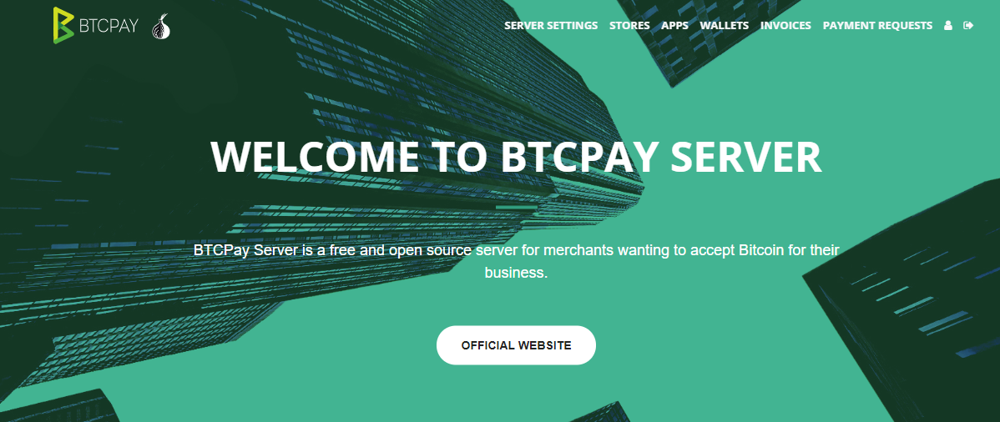 BTCPAY
SERVER SETTINGS STORES APPS WALLETS INVOICES PAYMENT REQUESTS
WELCOME TO BTCPAY SERVER
BTCPay Server is a free and open source server for merchants wanting to accept Bitcoin for their
business.
OFFICIAL WEBSITE